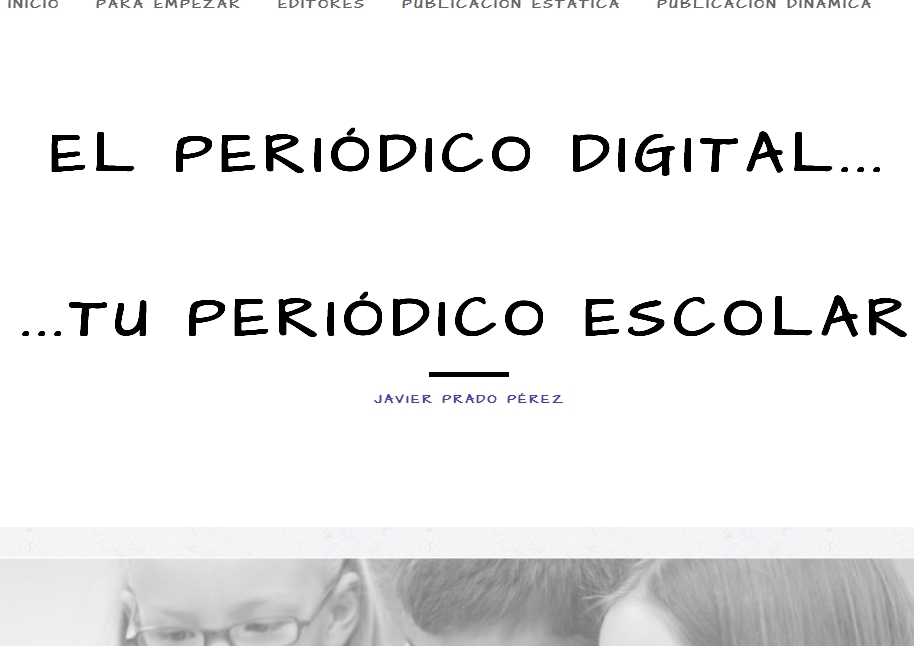 INICIO PARA EMPEZAR EDITORES PUBLICACIÓN ESTÁTICA PUBLICACIÓN DINÁMICA
EL PERIÓDICO DIGITAL...
...TU PERIÓDICO ESCOLAR
JAVIER PRADO PÉREZ